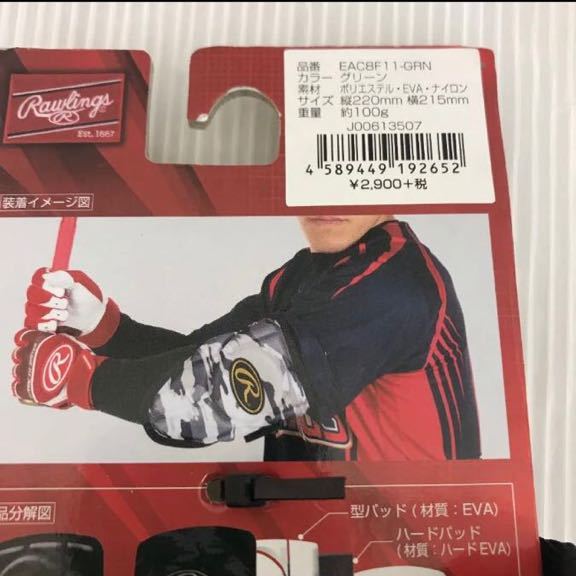 Rawlings
Est. 1887
品番 EAC8F11-GRN
カラー グリーン
素材 ポリエステル・EVA・ナイロン
サイズ 縦220mm 横215mm
重量 約100g
J00613507
4 589449 192652
¥2,900+税
装着イメージ図
R
R
品分解図
型パッド(材質:EVA)
ハードパッド
(材質:ハードEVA)